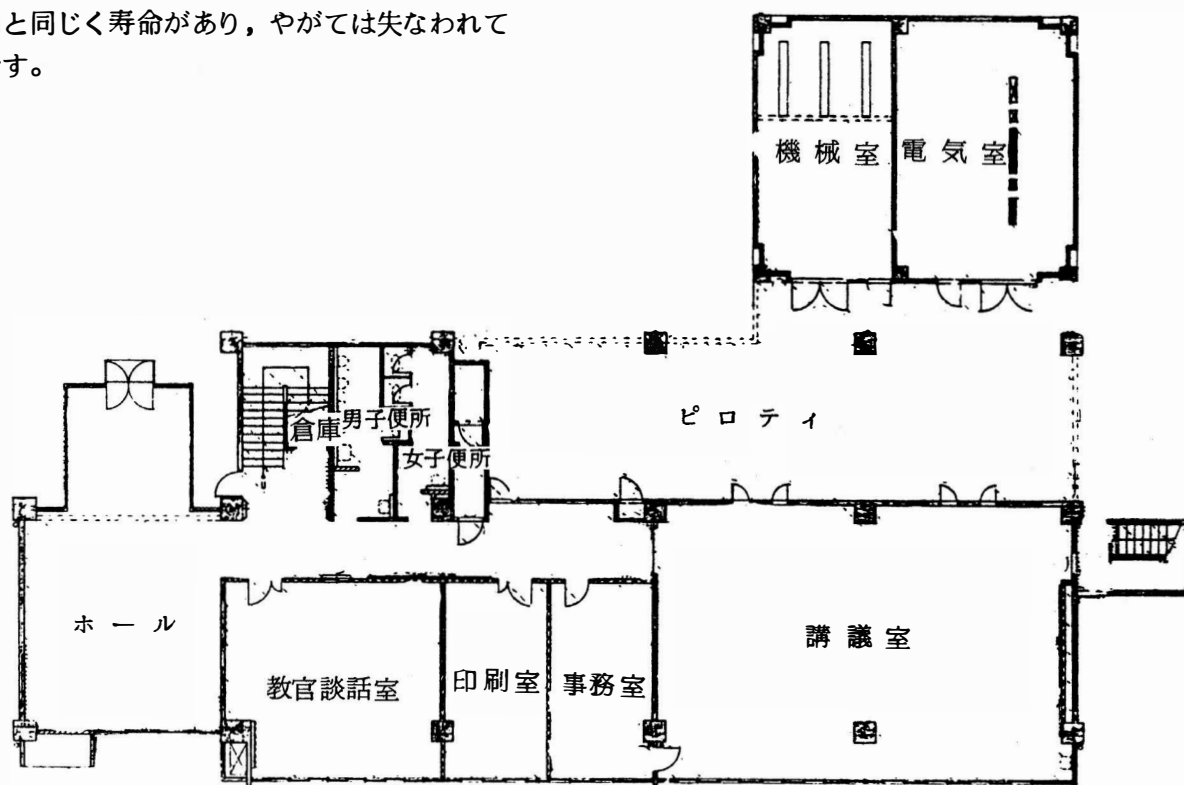 と同じく寿命があり，やがては失なわれて
す。
機械室
電気室
倉庫
男子便所
女子便所
ピロティ
ホール
教官談話室
印刷室
事務室
講議室